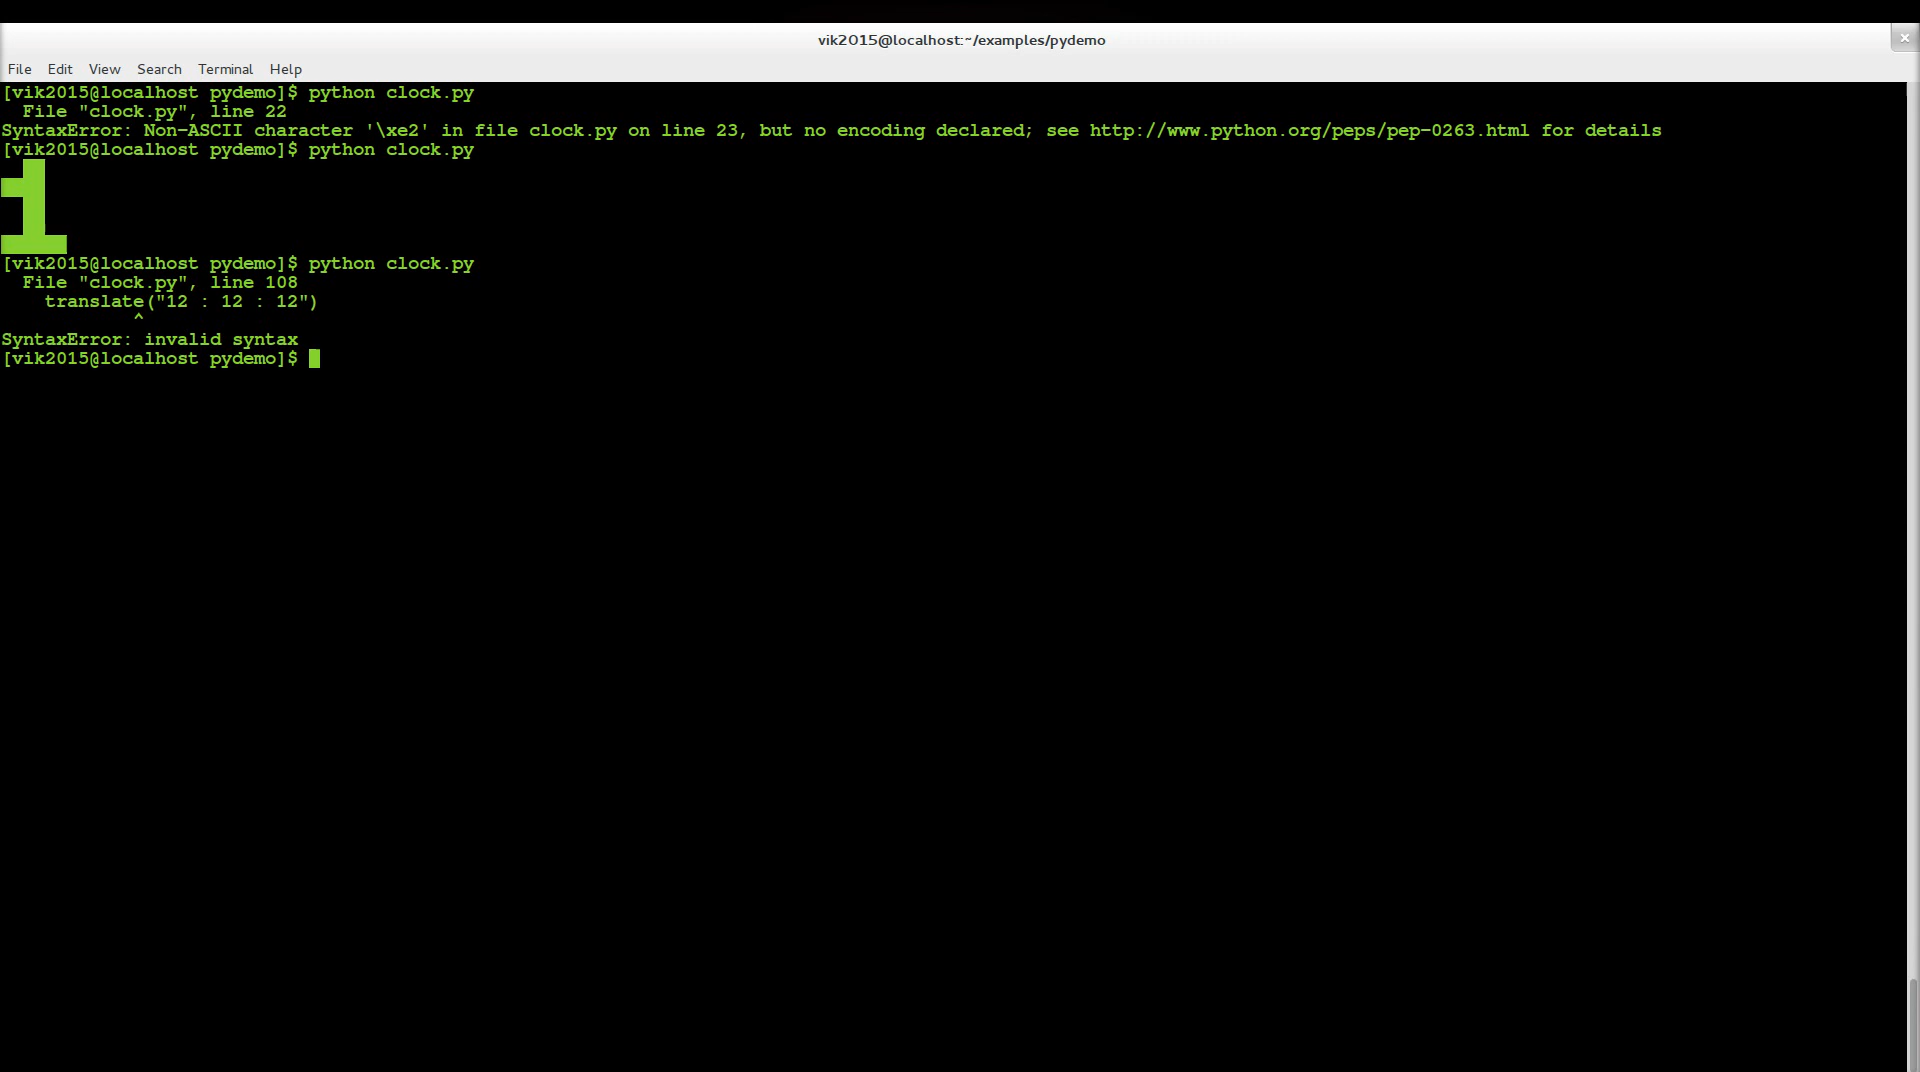 vik2015@localhost:~/examples/pydemo
×
File Edit View Search Terminal Help
[vik2015@localhost pydemo]$ python clock.py
  File "clock.py", line 22
SyntaxError: Non-ASCII character '\xe2' in file clock.py on line 23, but no encoding declared; see http://www.python.org/peps/pep-0263.html for details
[vik2015@localhost pydemo]$ python clock.py
[vik2015@localhost pydemo]$ python clock.py
  File "clock.py", line 108
    translate("12 : 12 : 12")
            ^
SyntaxError: invalid syntax
[vik2015@localhost pydemo]$